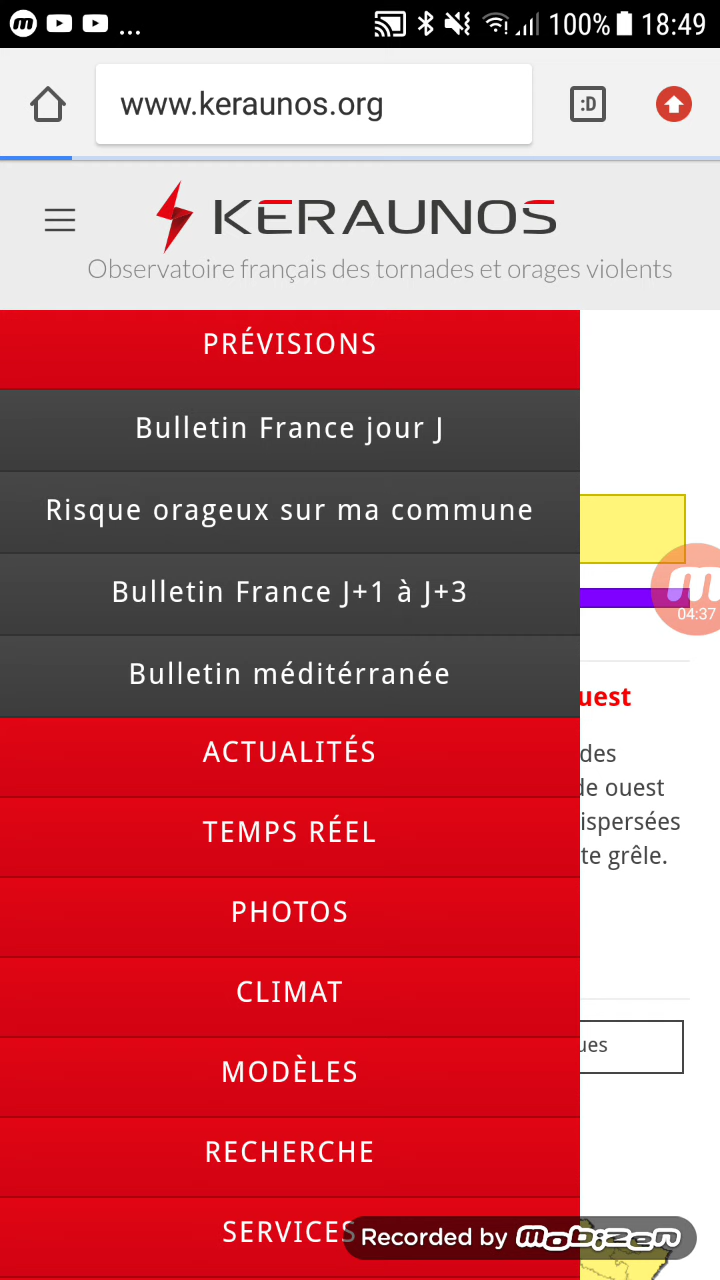 ... 100% 18:49
www.keraunos.org :D
KERAUNOS
Observatoire français des tornades et orages violents
PRÉVISIONS
Bulletin France jour J
Risque orageux sur ma commune
Bulletin France J+1 à J+3
04:37
Bulletin méditérranée
uest
ACTUALITÉS
des
de ouest
TEMPS RÉEL
ispersées
te grêle.
PHOTOS
CLIMAT
ues
MODÈLES
RECHERCHE
SERVICES
Recorded by mobizen